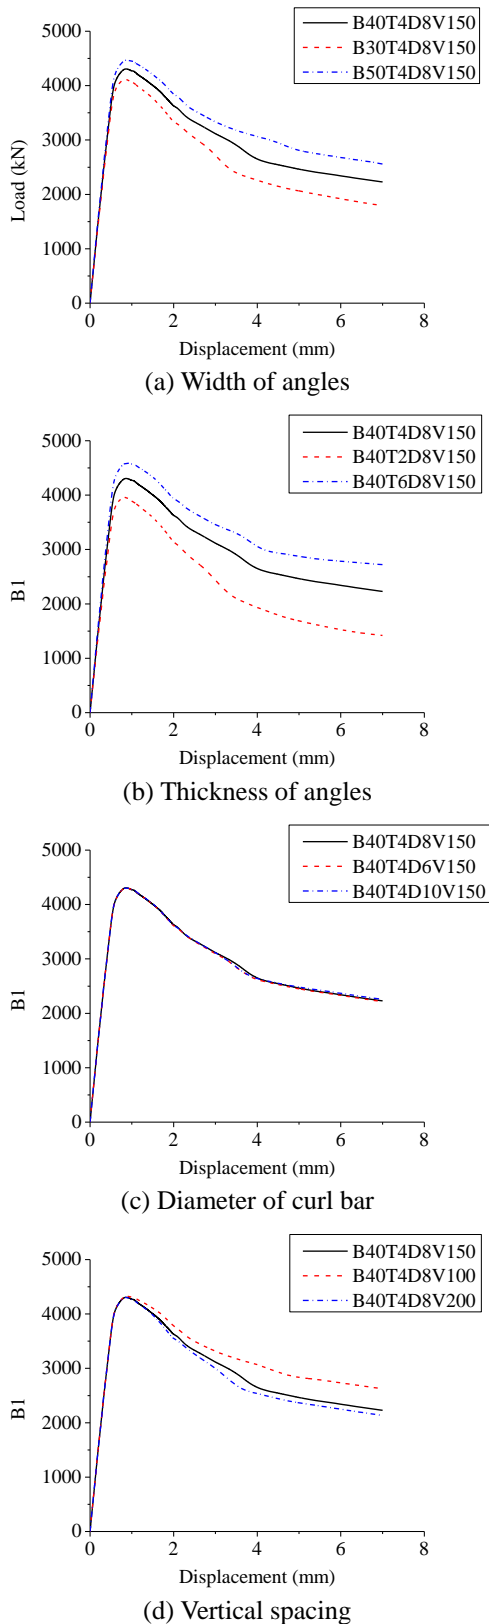 B40T4D8V150
B30T4D8V150
B50T4D8V150
5000
4000
3000
2000
1000
0
Load (kN)
0 2 4 6 8
Displacement (mm)
(a) Width of angles
B40T4D8V150
B40T2D8V150
B40T6D8V150
5000
4000
3000
2000
1000
0
B1
0 2 4 6 8
Displacement (mm)
(b) Thickness of angles
B40T4D8V150
B40T4D6V150
B40T4D10V150
5000
4000
3000
2000
1000
0
B1
0 2 4 6 8
Displacement (mm)
(c) Diameter of curl bar
B40T4D8V150
B40T4D8V100
B40T4D8V200
5000
4000
3000
2000
1000
0
B1
0 2 4 6 8
Displacement (mm)
(d) Vertical spacing